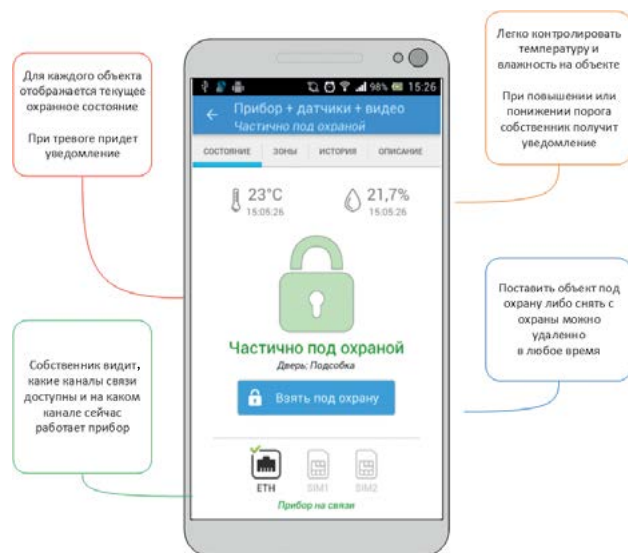 Для каждого объекта
отображается текущее
охранное состояние
При тревоге придет
уведомление
Легко контролировать
температуру и
влажность на объекте
При повышении или
понижении порога
собственник получит
уведомление
98% 15:26
Прибор + датчики + видео
Частично под охраной
СОСТОЯНИЕ ЗОНЫ ИСТОРИЯ ОПИСАНИЕ
23°C 21,7%
15:05:26 15:05:26
Частично под охраной
Дверь; Подсобка
Взять под охрану
ETH SIM1 SIM2
Прибор на связи
Собственник видит,
какие каналы связи
доступны и на каком
канале сейчас
работает прибор
Поставить объект под
охрану либо снять с
охраны можно
удаленно
в любое время